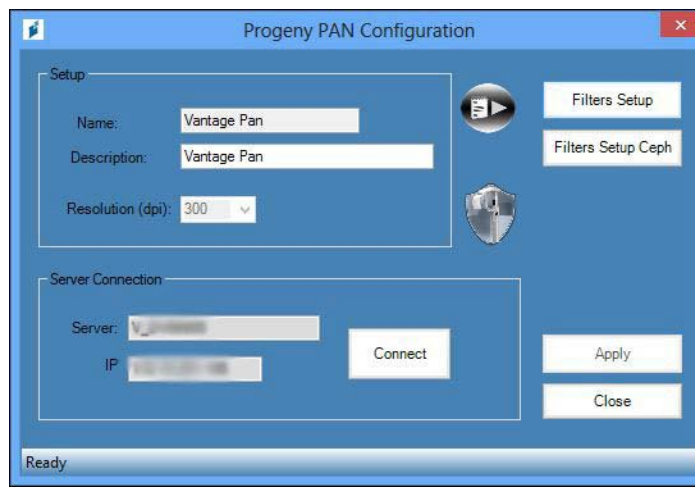 Progeny PAN Configuration
Setup
Name: Vantage Pan
Description: Vantage Pan
Resolution (dpi): 300
Filters Setup
Filters Setup Ceph
Server Connection
Server:
IP
Connect
Apply
Close
Ready